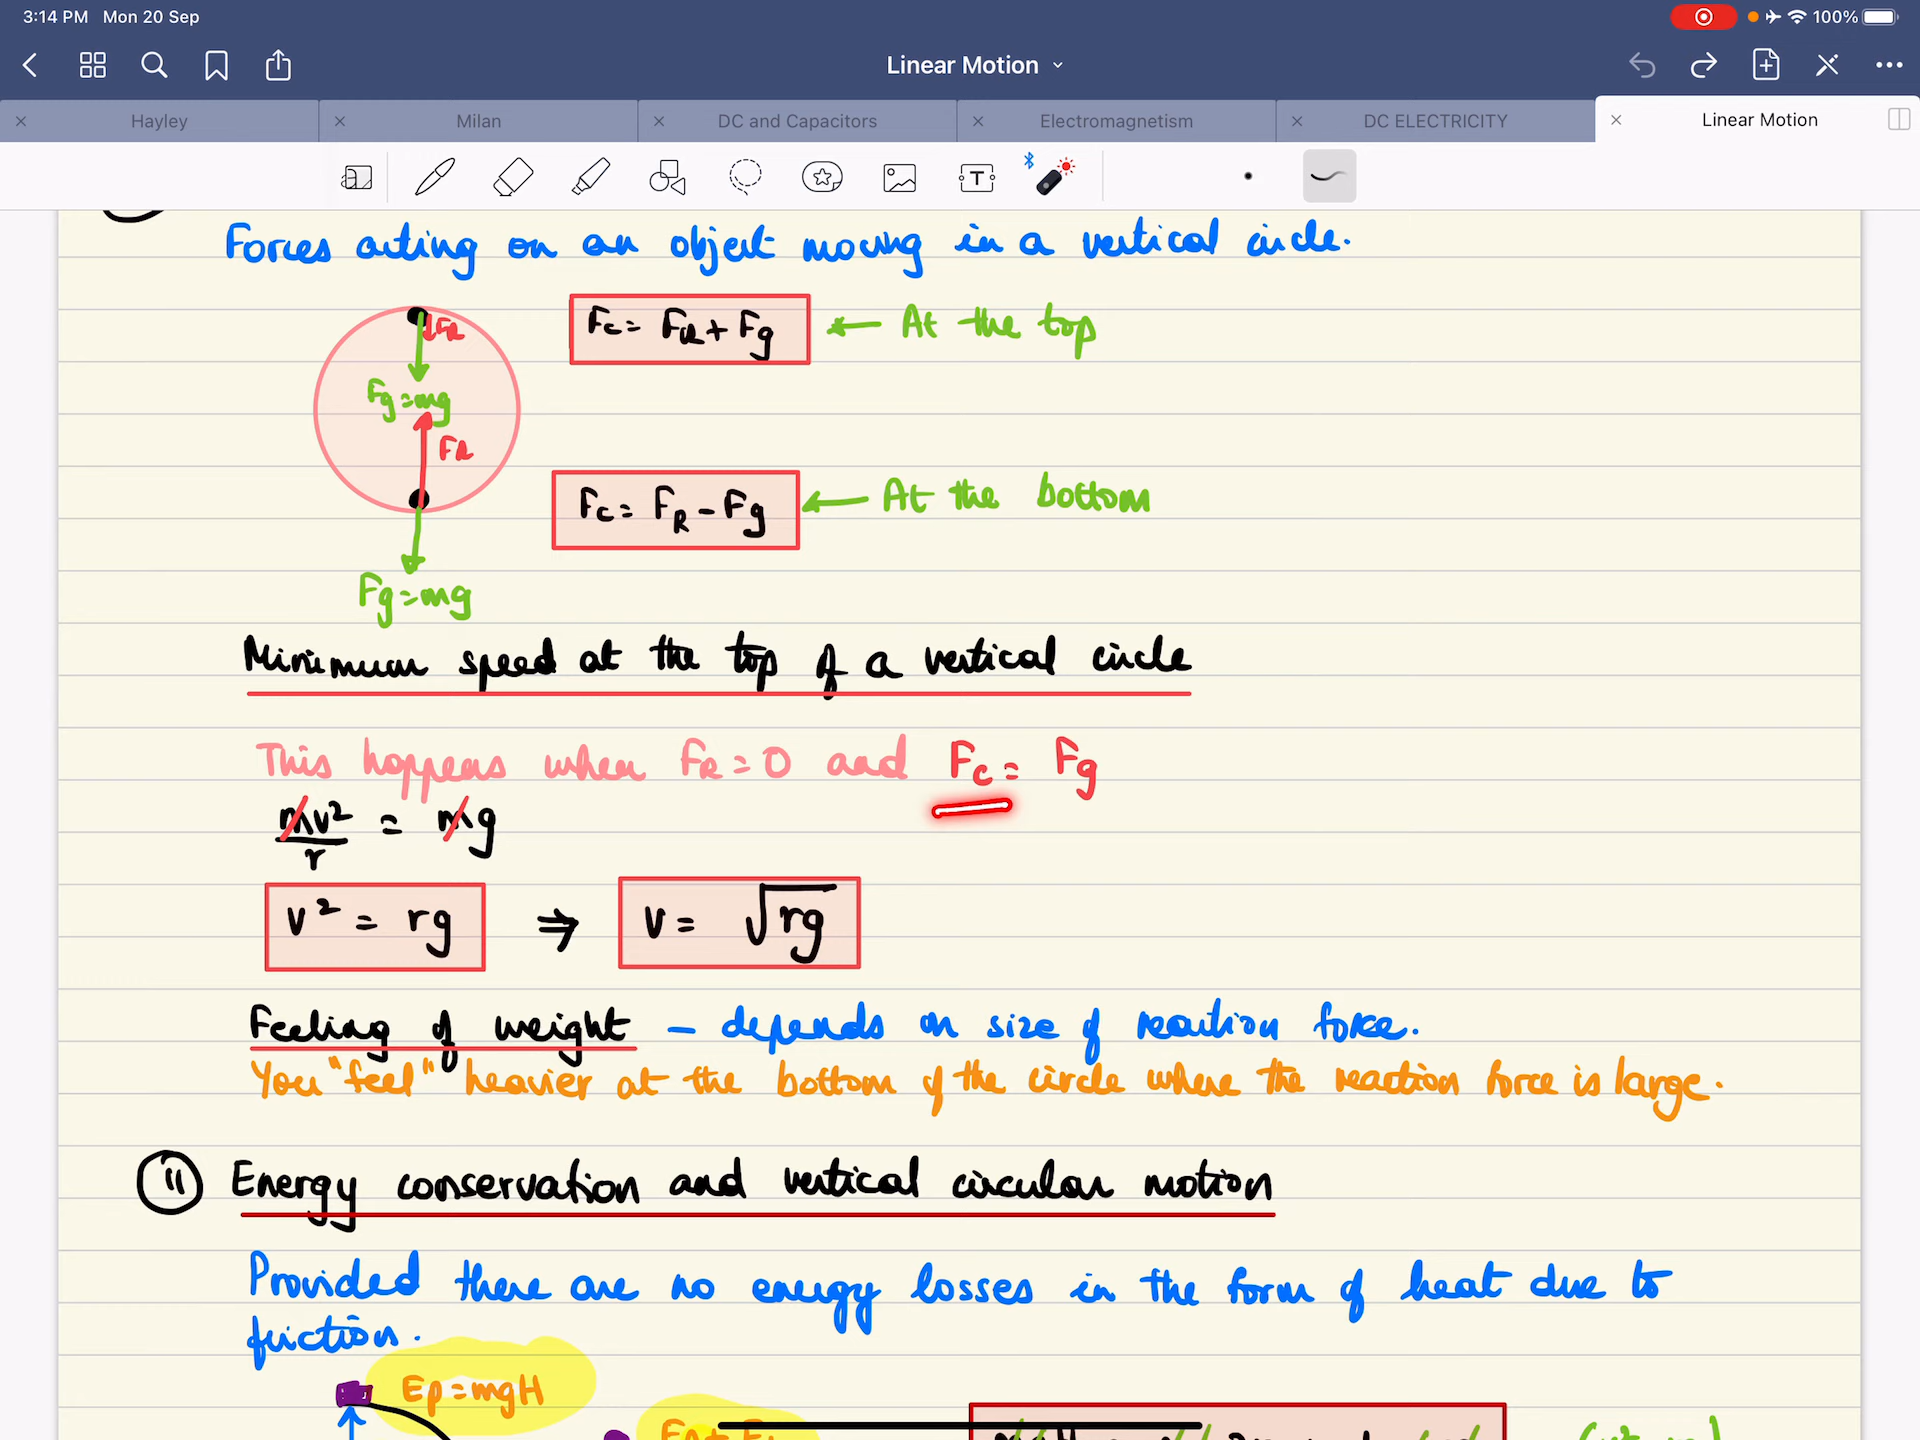 3:14 PM Mon 20 Sep
100%
Linear Motion
Hayley
Milan
DC and Capacitors
Electromagnetism
DC ELECTRICITY
Linear Motion
Forces acting on an object moving in a vertical circle.
FR
Fc = FR + Fg
At the top
Fg = mg
FR
Fc = FR - Fg
At the bottom
Fg = mg
Minimum speed at the top of a vertical circle
This happens when FR = 0 and Fc = Fg
mv²/r = mg
v² = rg ⇒ v = √rg
Feeling of weight – depends on size of reaction force.
You "feel" heavier at the bottom of the circle where the reaction force is large.
11 Energy conservation and vertical circular motion
Provided there are no energy losses in the form of heat due to
friction.
Ep = mgH